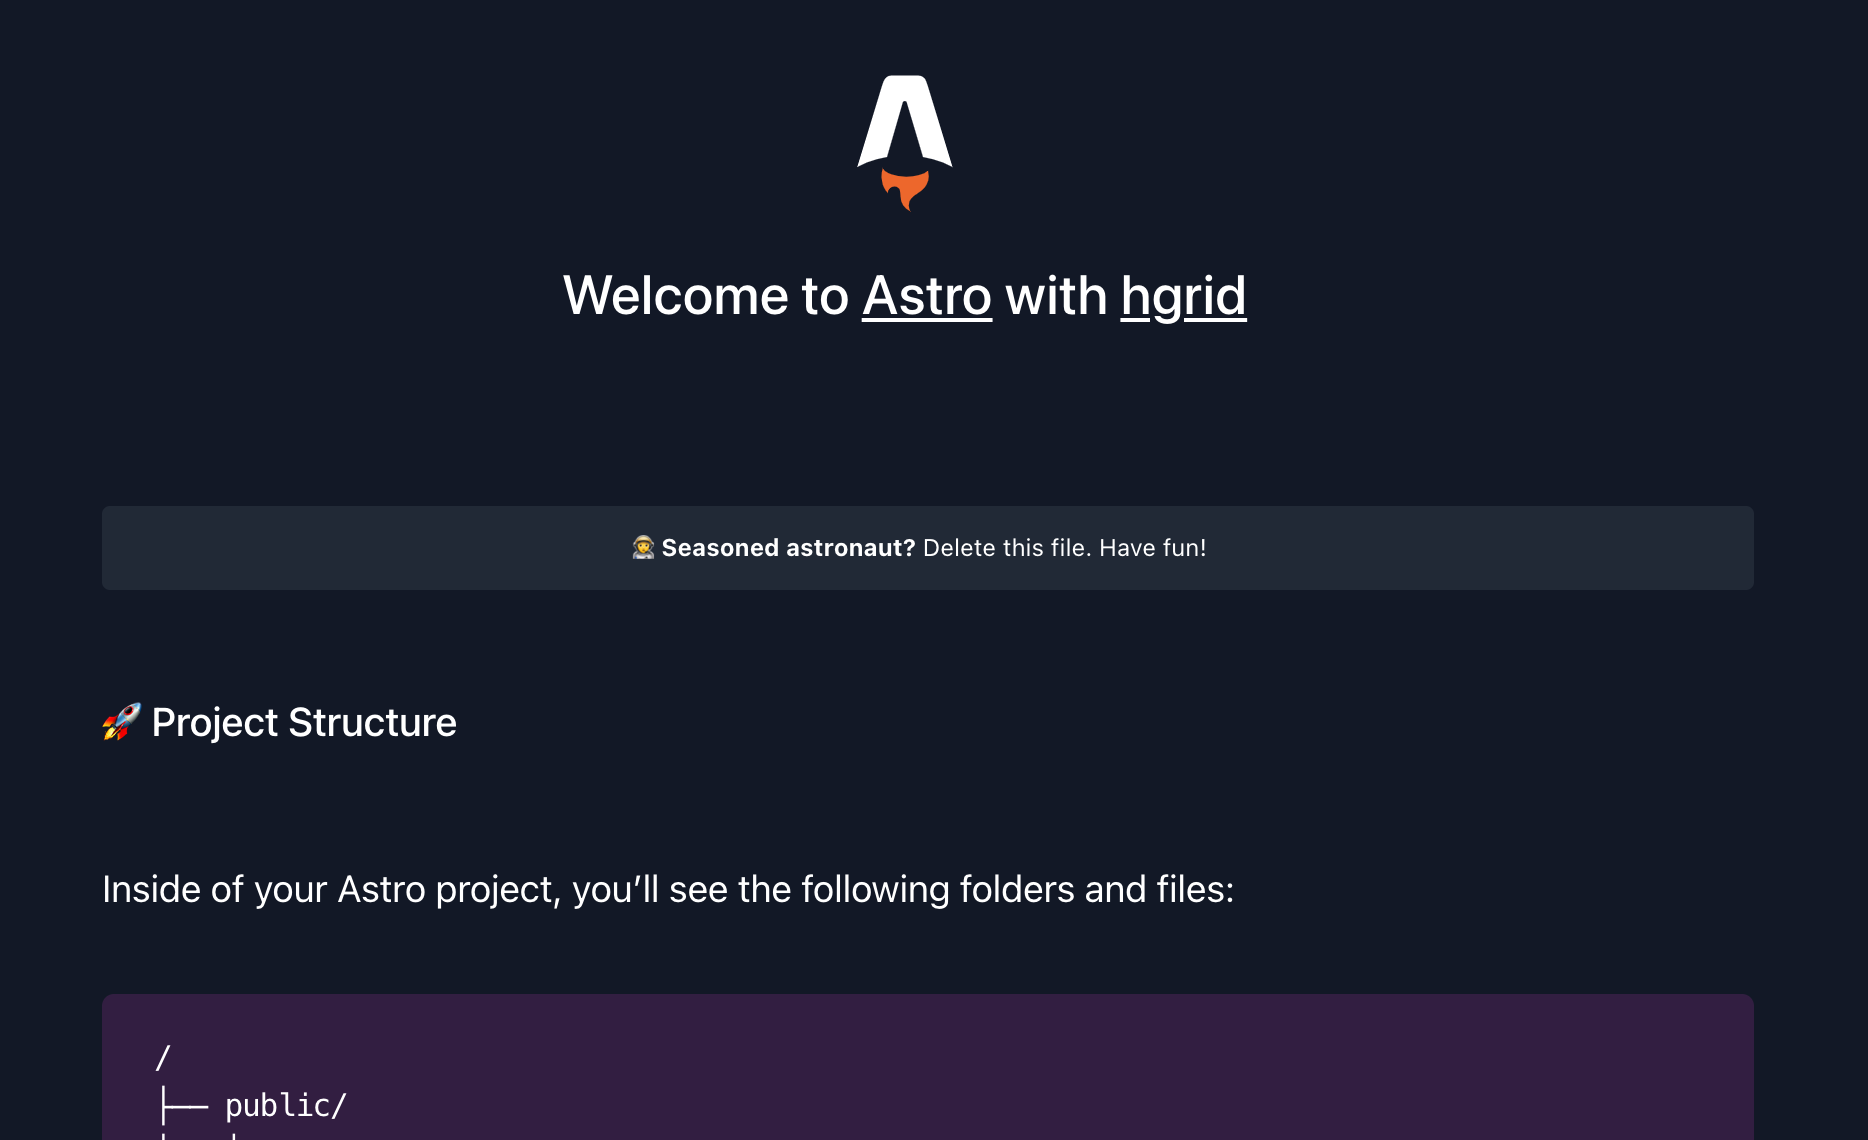 Welcome to Astro with hgrid
🧑‍🚀 Seasoned astronaut? Delete this file. Have fun!
🚀 Project Structure
Inside of your Astro project, you’ll see the following folders and files:
/
├── public/